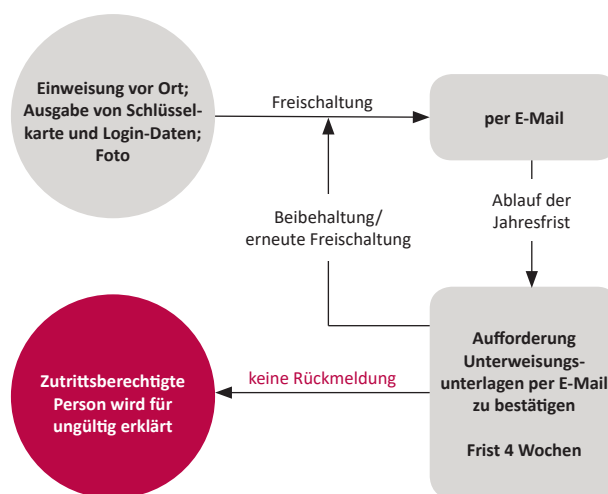 Einweisung vor Ort;
Ausgabe von Schlüssel-
karte und Login-Daten;
Foto
Freischaltung
per E-Mail
Ablauf der
Jahresfrist
Beibehaltung/
erneute Freischaltung
Aufforderung
Unterweisungs-
unterlagen per E-Mail
zu bestätigen
Frist 4 Wochen
keine Rückmeldung
Zutrittsberechtigte
Person wird für
ungültig erklärt